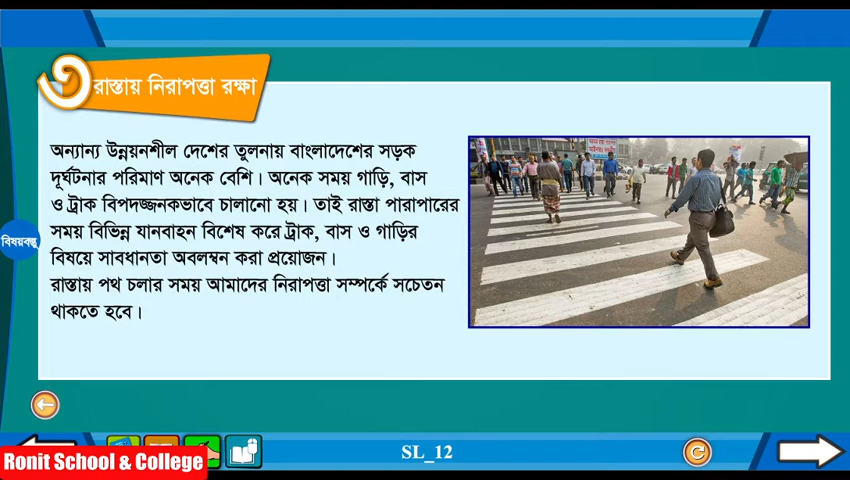 ৩
রাস্তায় নিরাপত্তা রক্ষা
অন্যান্য উন্নয়নশীল দেশের তুলনায় বাংলাদেশের সড়ক
দূর্ঘটনার পরিমাণ অনেক বেশি। অনেক সময় গাড়ি, বাস
ও ট্রাক বিপদজ্জনকভাবে চালানো হয়। তাই রাস্তা পারাপারের
সময় বিভিন্ন যানবাহন বিশেষ করে ট্রাক, বাস ও গাড়ির
বিষয়ে সাবধানতা অবলম্বন করা প্রয়োজন।
রাস্তায় পথ চলার সময় আমাদের নিরাপত্তা সম্পর্কে সচেতন
থাকতে হবে।
বিষয়বস্তু
SL_12
Ronit School & College